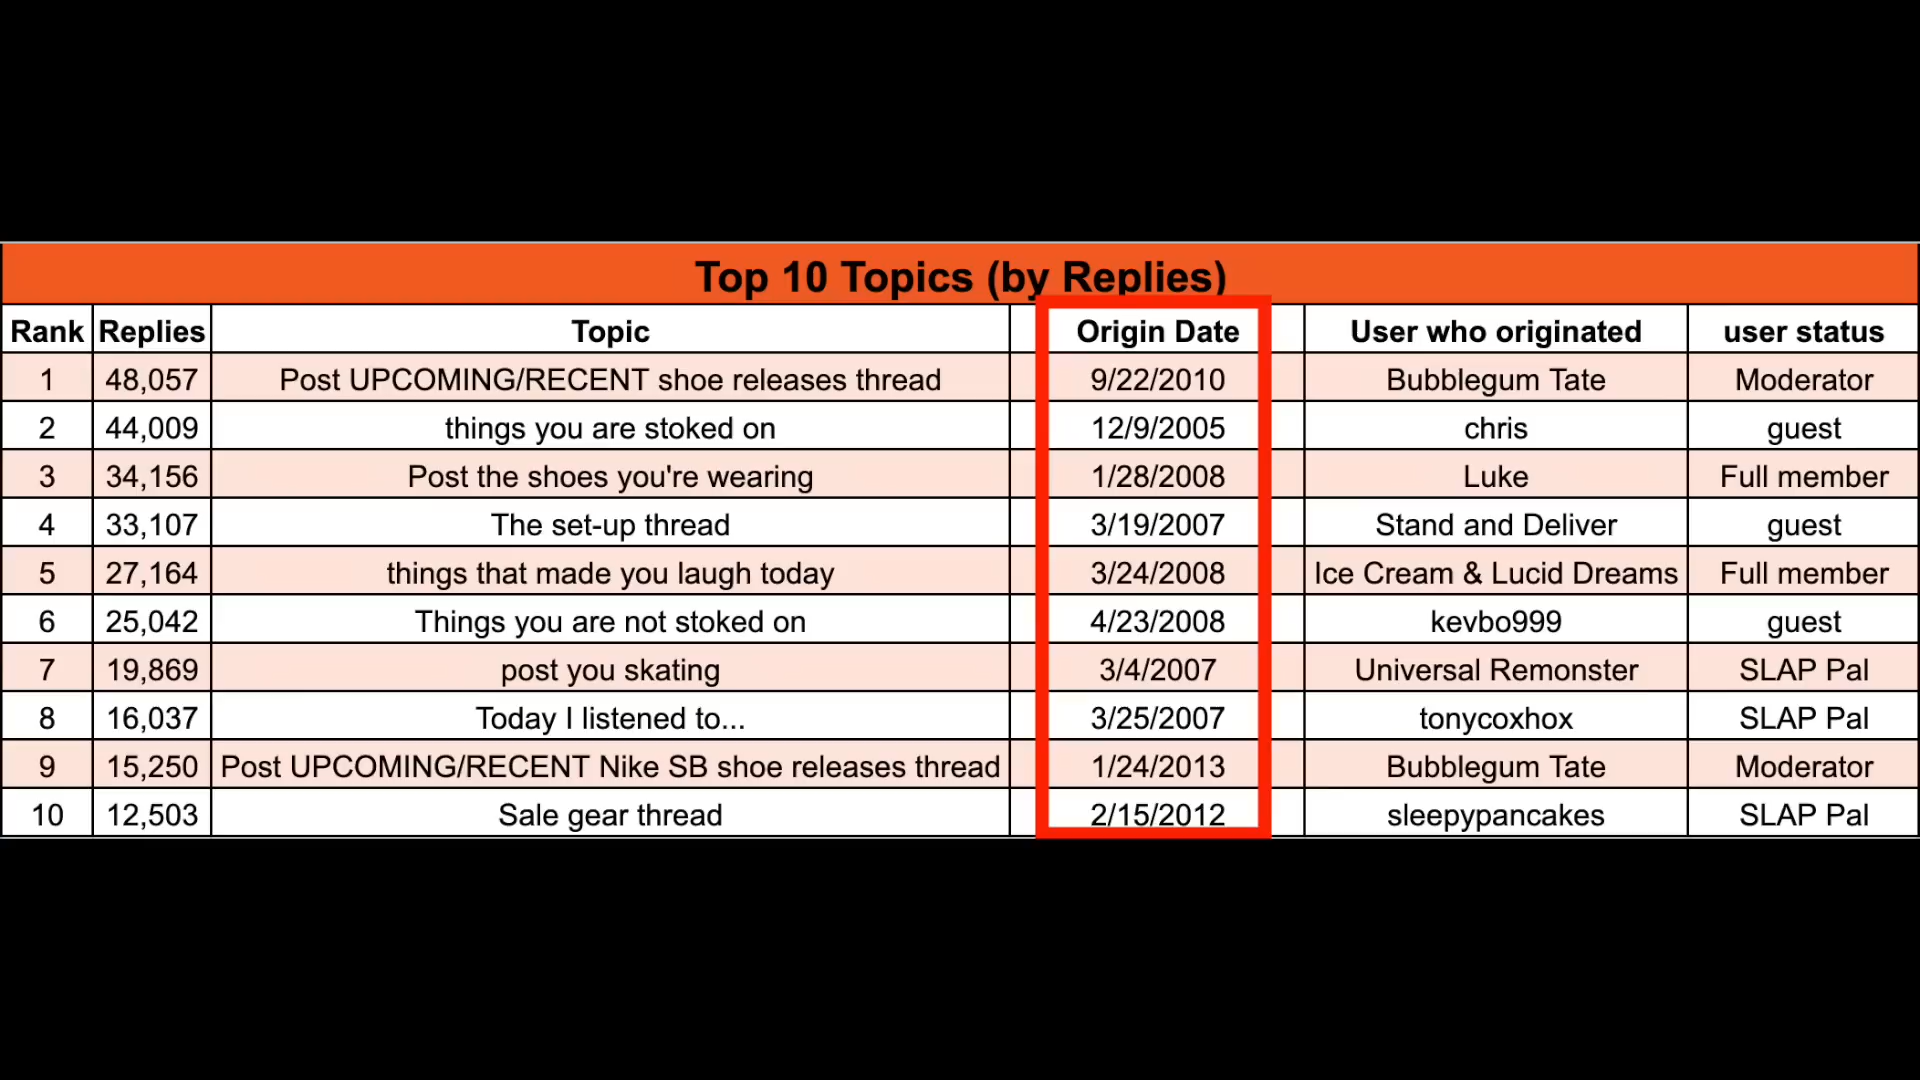 Top 10 Topics (by Replies)
Rank Replies Topic Origin Date User who originated user status
1 48,057 Post UPCOMING/RECENT shoe releases thread 9/22/2010 Bubblegum Tate Moderator
2 44,009 things you are stoked on 12/9/2005 chris guest
3 34,156 Post the shoes you're wearing 1/28/2008 Luke Full member
4 33,107 The set-up thread 3/19/2007 Stand and Deliver guest
5 27,164 things that made you laugh today 3/24/2008 Ice Cream & Lucid Dreams Full member
6 25,042 Things you are not stoked on 4/23/2008 kevbo999 guest
7 19,869 post you skating 3/4/2007 Universal Remonster SLAP Pal
8 16,037 Today I listened to... 3/25/2007 tonycoxhox SLAP Pal
9 15,250 Post UPCOMING/RECENT Nike SB shoe releases thread 1/24/2013 Bubblegum Tate Moderator
10 12,503 Sale gear thread 2/15/2012 sleepypancakes SLAP Pal